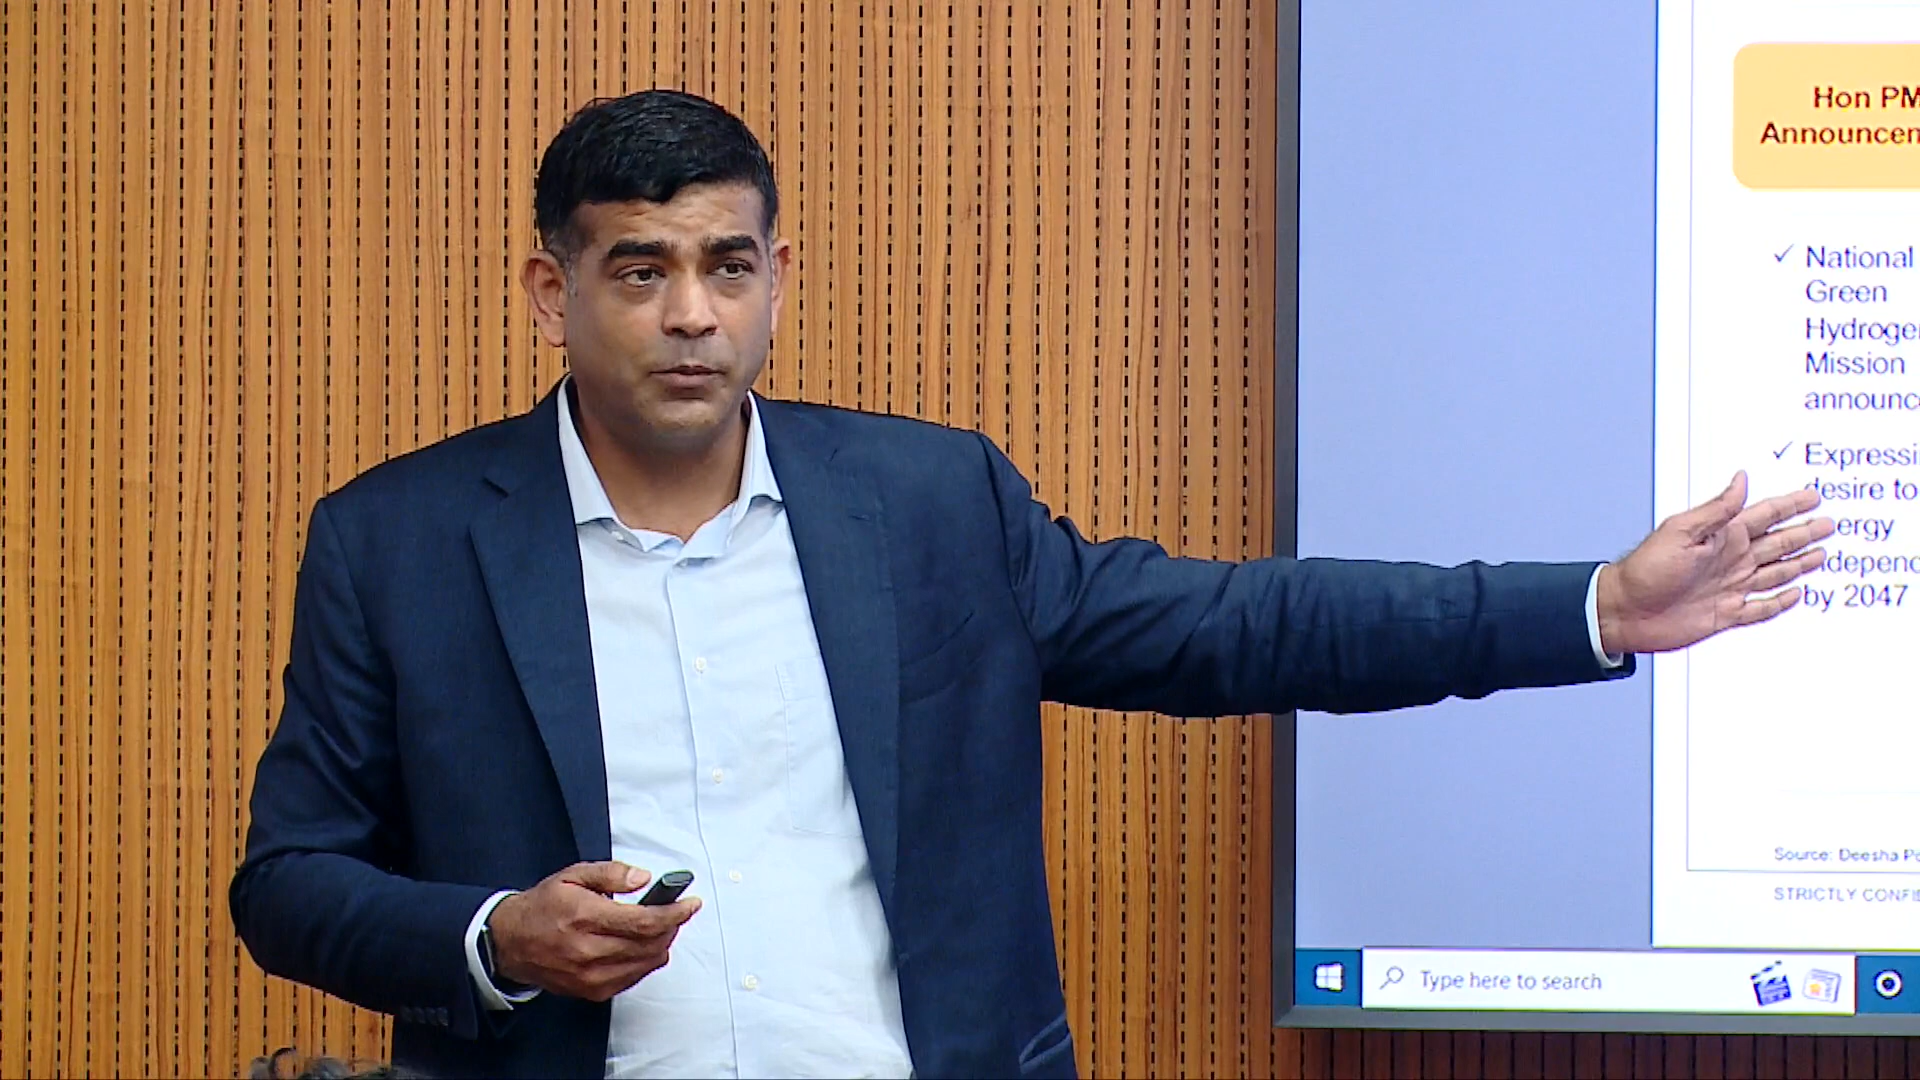 Hon PM
Announcem
✓ National
Green
Hydroge
Mission
announc
✓ Expressi
desire to
ergy
depend
by 2047
Source: Deesha Po
STRICTLY CONFI
Type here to search